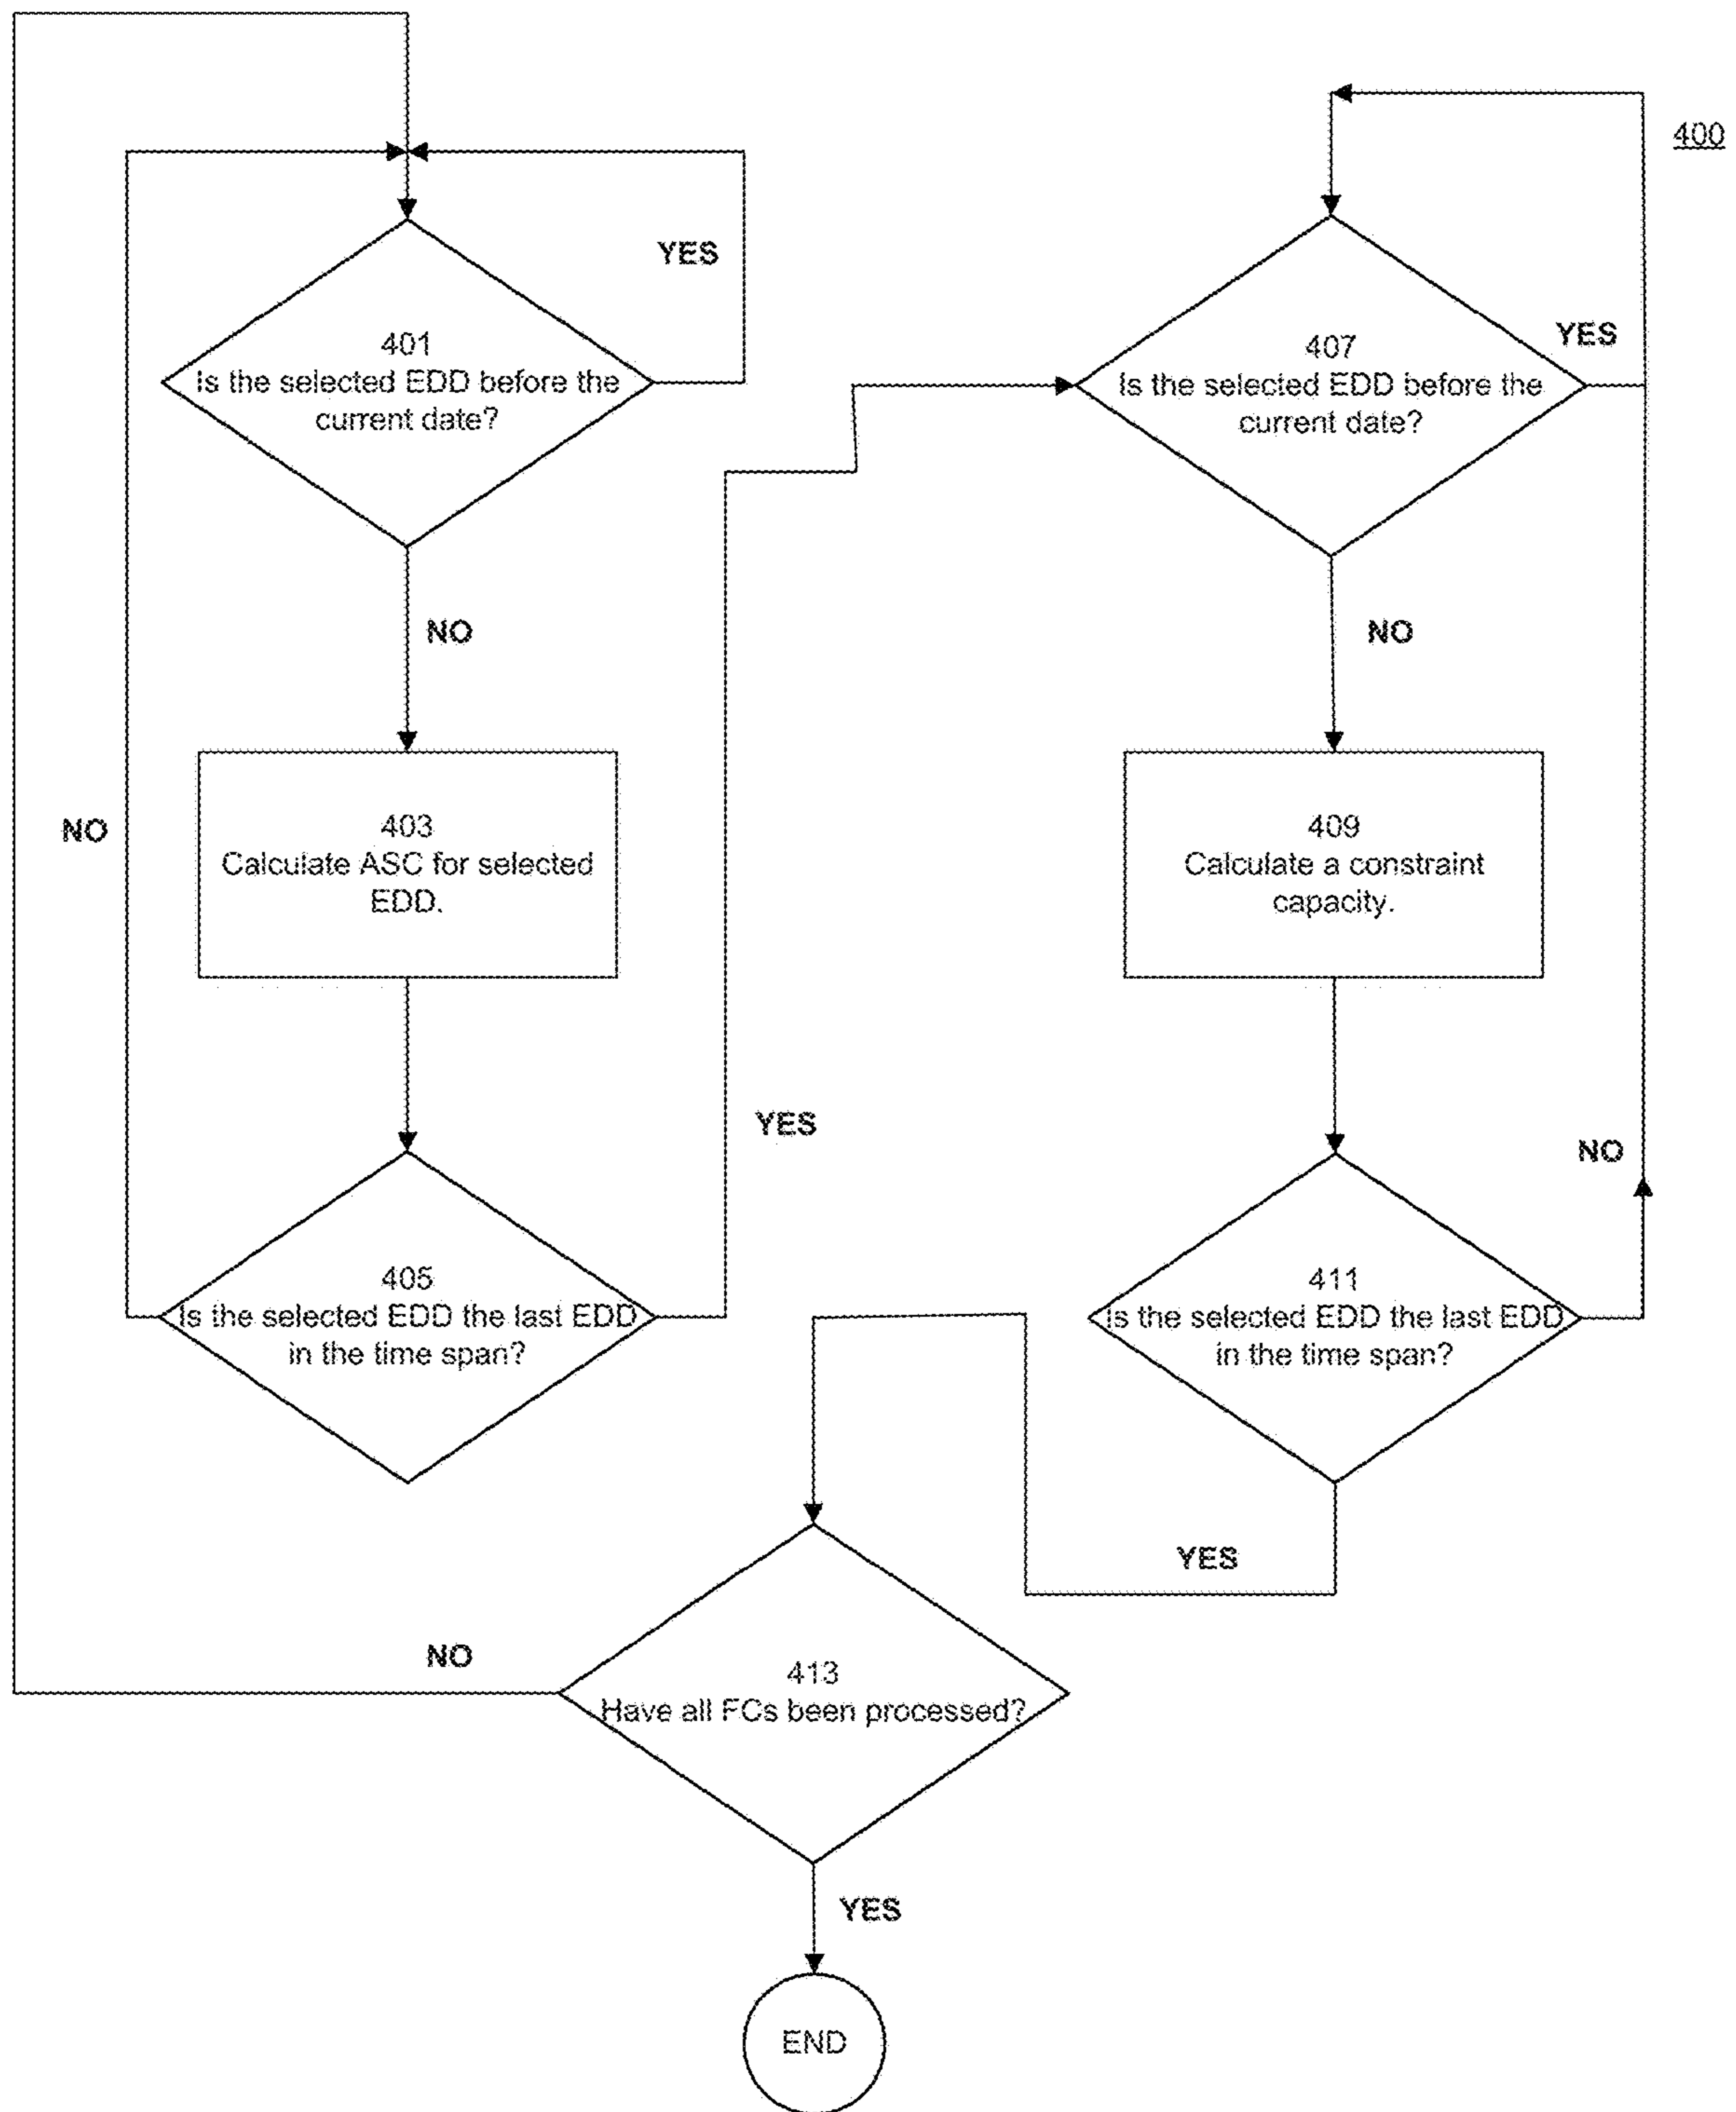 400
YES
401
Is the selected EDD before the
current date?
YES
407
Is the selected EDD before the
current date?
NO
NO
NO
403
Calculate ASC for selected
EDD.
409
Calculate a constraint
capacity.
YES
NO
405
Is the selected EDD the last EDD
in the time span?
411
Is the selected EDD the last EDD
in the time span?
YES
NO
413
Have all FCs been processed?
YES
END